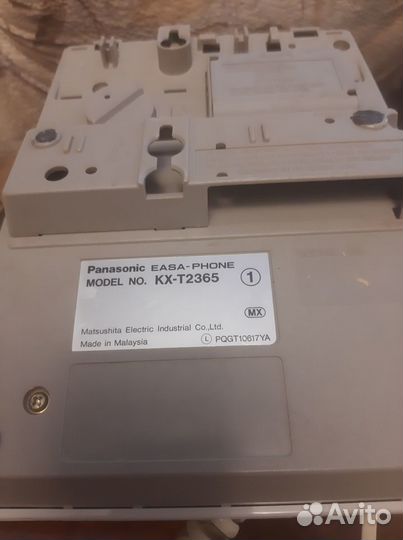 Panasonic EASA-PHONE
MODEL NO. KX-T2365 1
MX
Matsushita Electric Industrial Co.,Ltd.
Made in Malaysia L PQGT10617YA
Avito